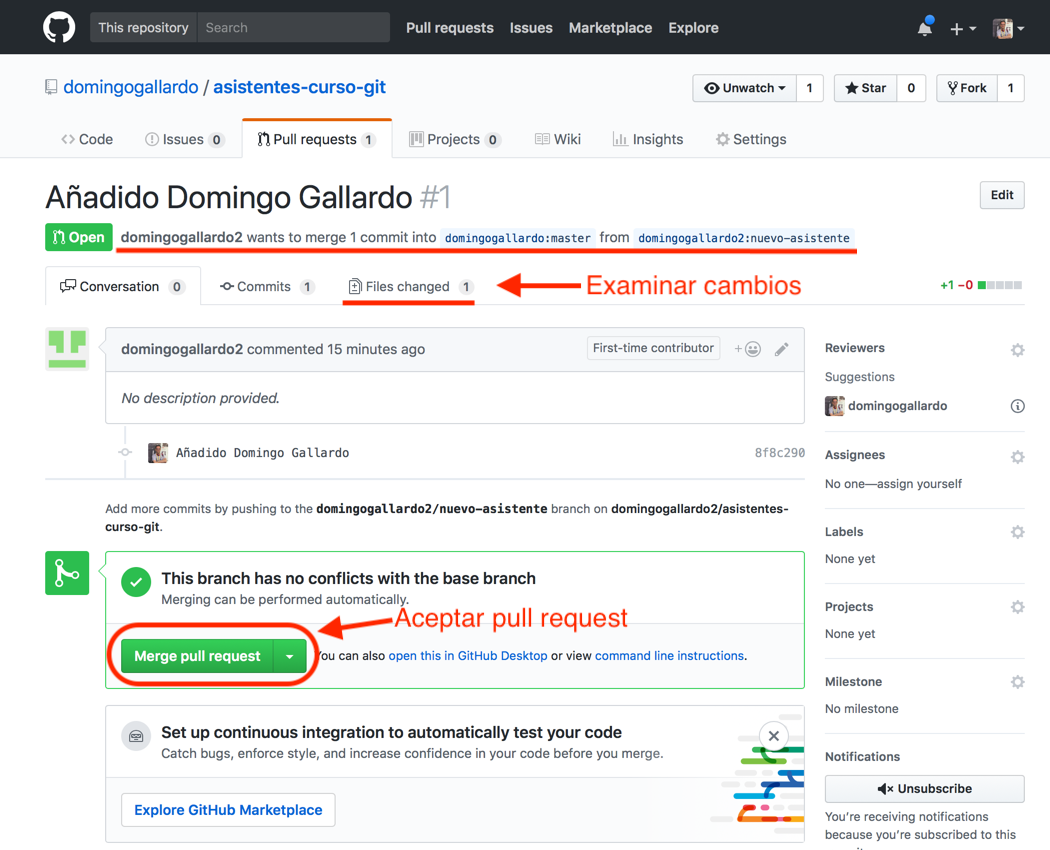 This repository Search Pull requests Issues Marketplace Explore
domingogallardo / asistentes-curso-git
Unwatch 1 Star 0 Fork 1
Code Issues 0 Pull requests 1 Projects 0 Wiki Insights Settings
Añadido Domingo Gallardo #1
Edit
Open domingogallardo2 wants to merge 1 commit into domingogallardo:master from domingogallardo2:nuevo-asistente
Conversation 0 Commits 1 Files changed 1 Examinar cambios +1 −0
domingogallardo2 commented 15 minutes ago First-time contributor
No description provided.
Añadido Domingo Gallardo 8f8c290
Add more commits by pushing to the domingogallardo2/nuevo-asistente branch on domingogallardo2/asistentes-
curso-git.
This branch has no conflicts with the base branch
Merging can be performed automatically.
Aceptar pull request
Merge pull request You can also open this in GitHub Desktop or view command line instructions.
Set up continuous integration to automatically test your code
Catch bugs, enforce style, and increase confidence in your code before you merge.
Explore GitHub Marketplace
Reviewers
Suggestions
domingogallardo
Assignees
No one—assign yourself
Labels
None yet
Projects
None yet
Milestone
No milestone
Notifications
Unsubscribe
You're receiving notifications
because you're subscribed to this